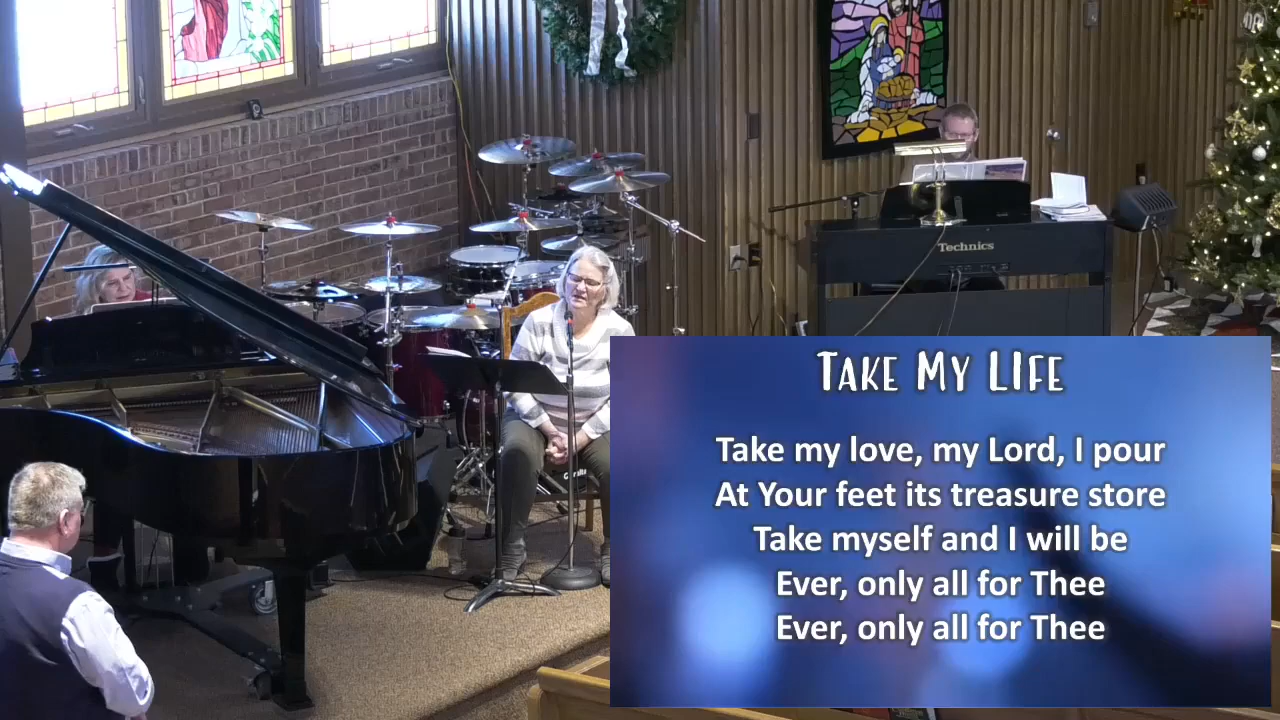 Technics
TAKE MY LIFE
Take my love, my Lord, I pour
At Your feet its treasure store
Take myself and I will be
Ever, only all for Thee
Ever, only all for Thee